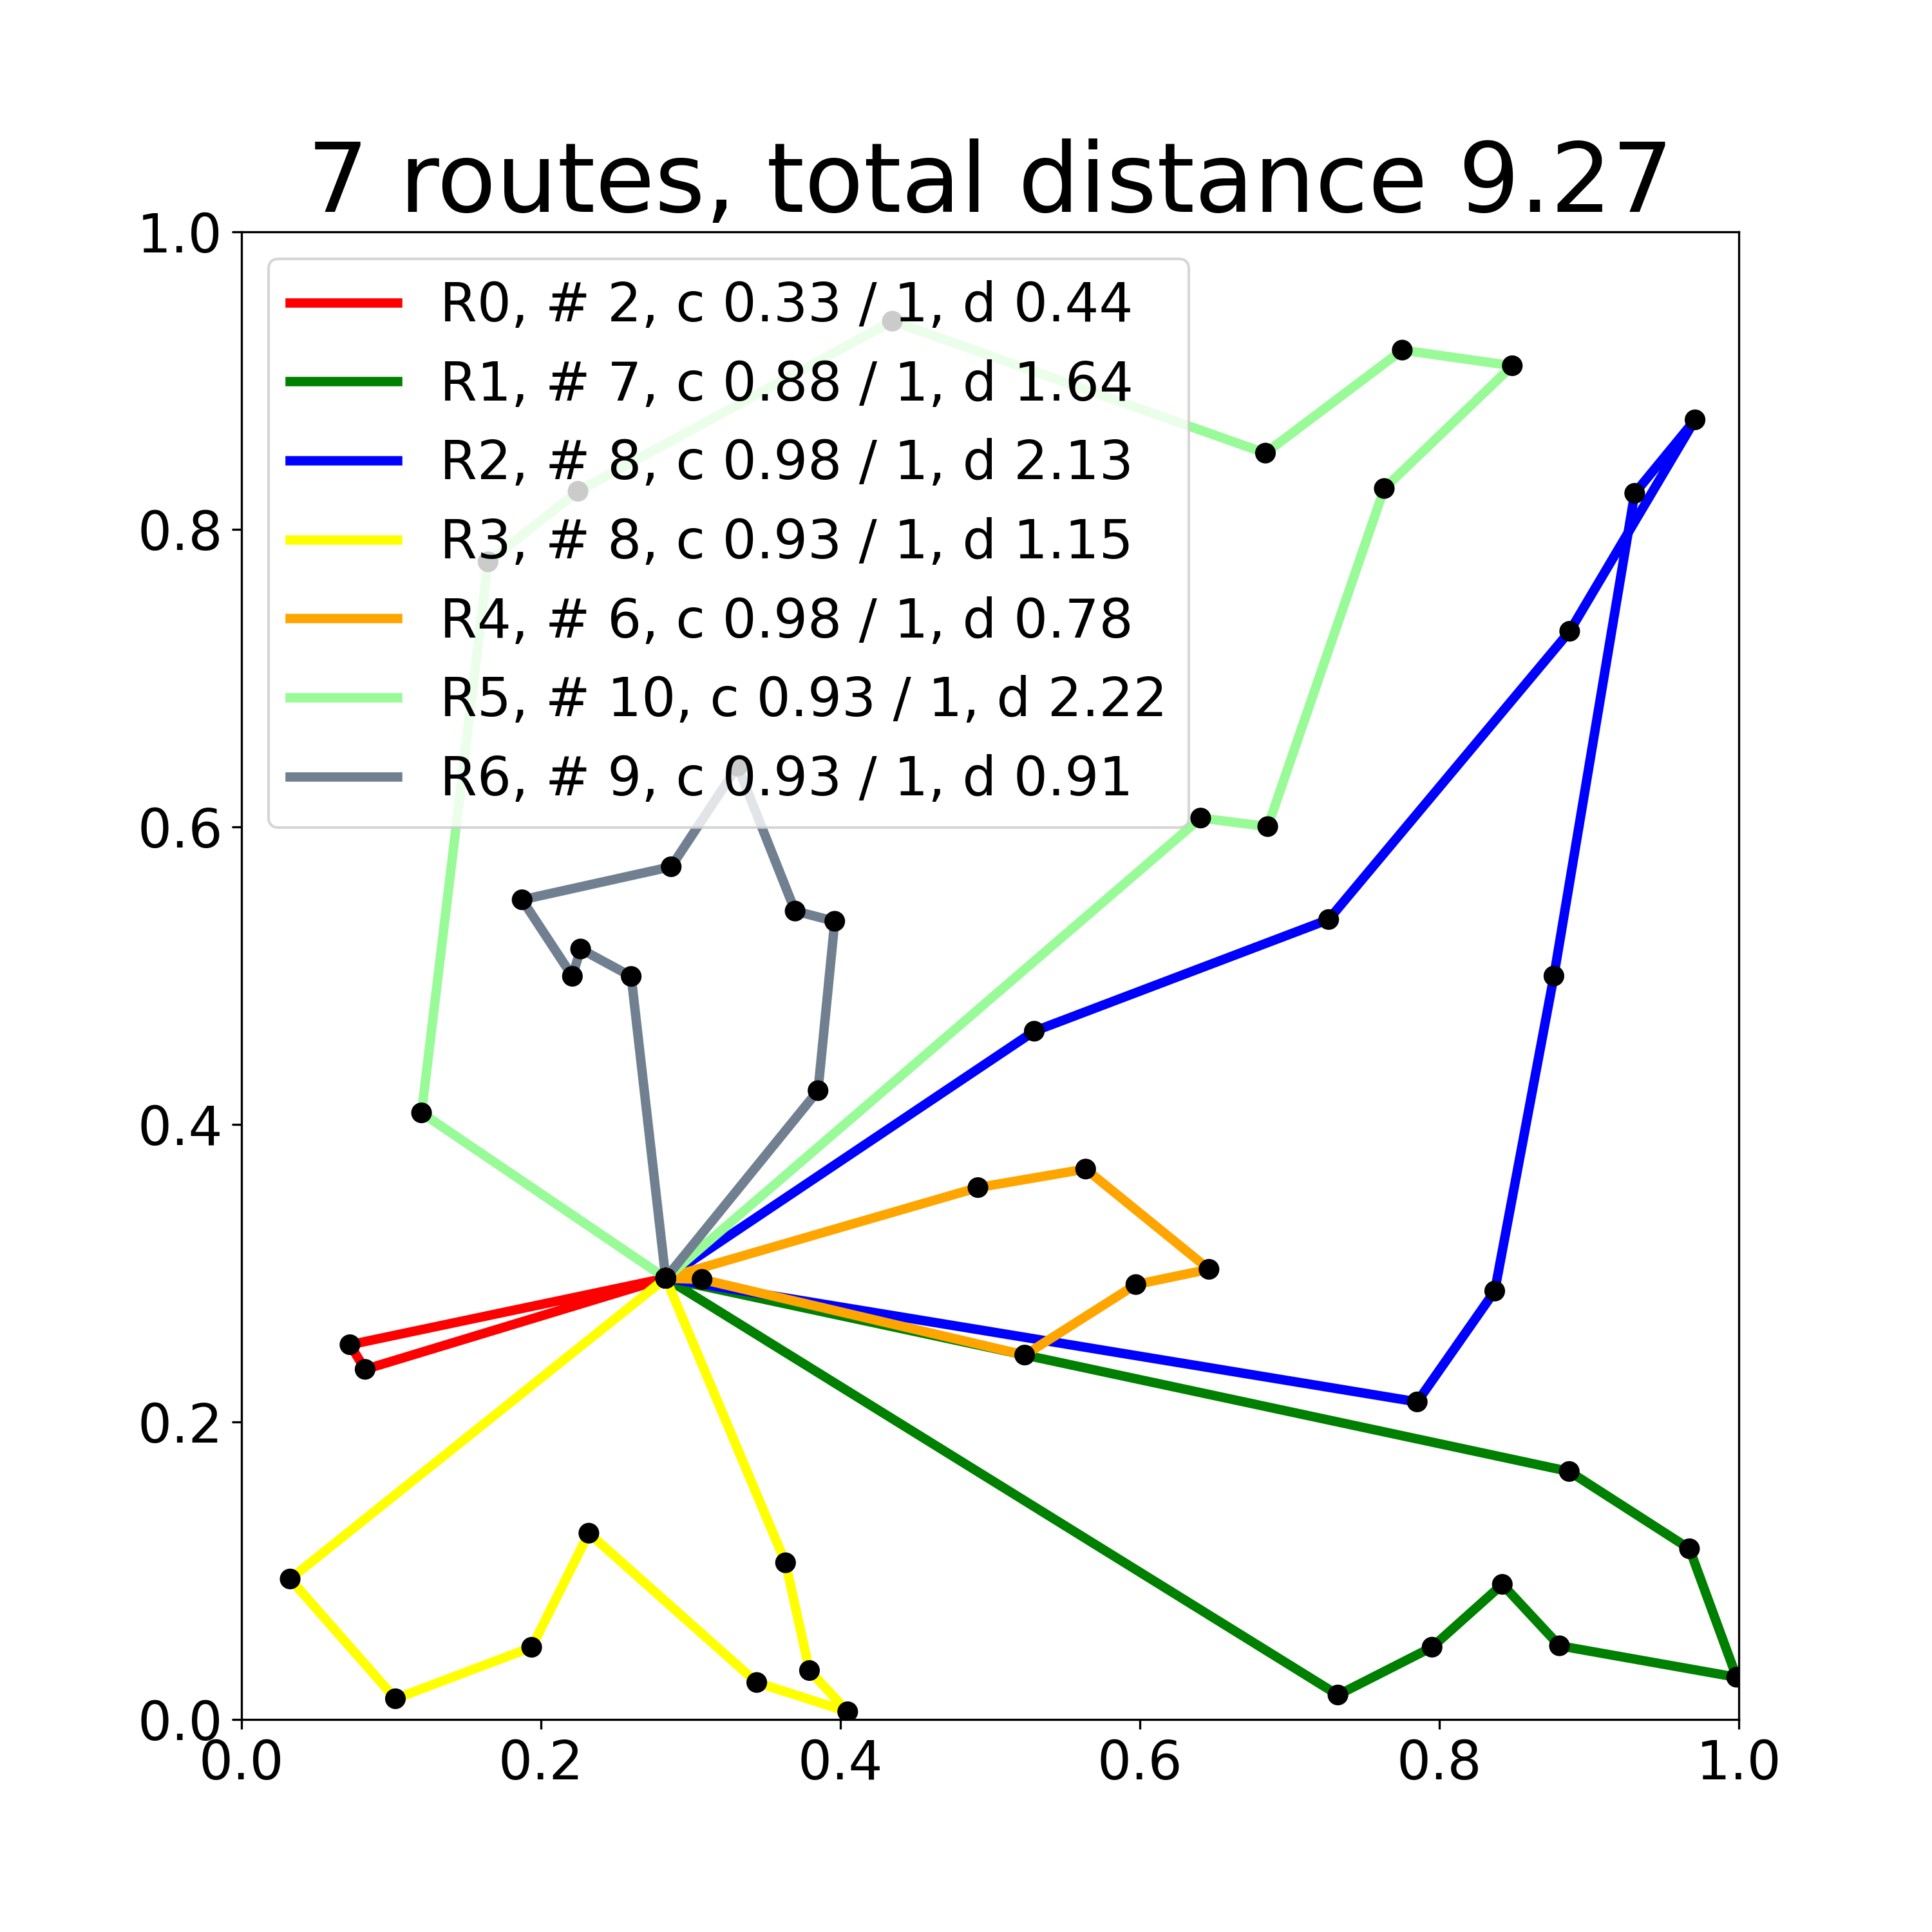 7 routes, total distance 9.27
1.0
0.8
0.6
0.4
0.2
0.0
R0, # 2, c 0.33 / 1, d 0.44
R1, # 7, c 0.88 / 1, d 1.64
R2, # 8, c 0.98 / 1, d 2.13
R3, # 8, c 0.93 / 1, d 1.15
R4, # 6, c 0.98 / 1, d 0.78
R5, # 10, c 0.93 / 1, d 2.22
R6, # 9, c 0.93 / 1, d 0.91
0.0 0.2 0.4 0.6 0.8 1.0